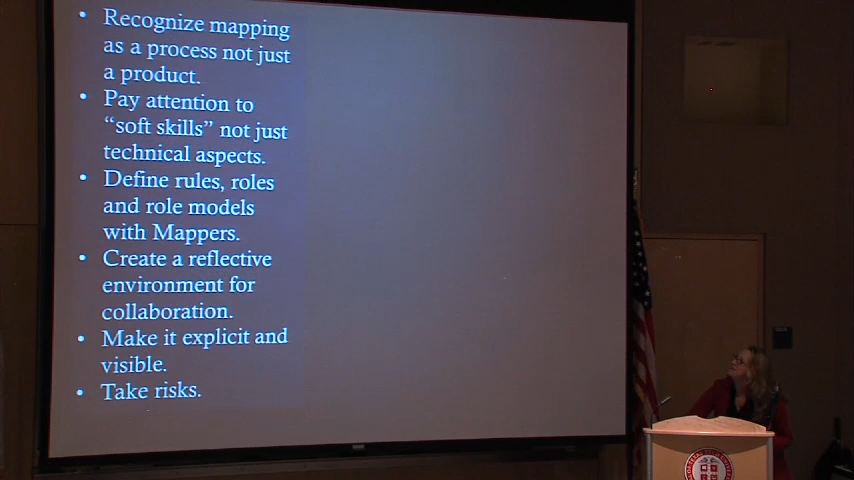 • Recognize mapping
as a process not just
a product.
• Pay attention to
“soft skills” not just
technical aspects.
• Define rules, roles
and role models
with Mappers.
• Create a reflective
environment for
collaboration.
• Make it explicit and
visible.
• Take risks.